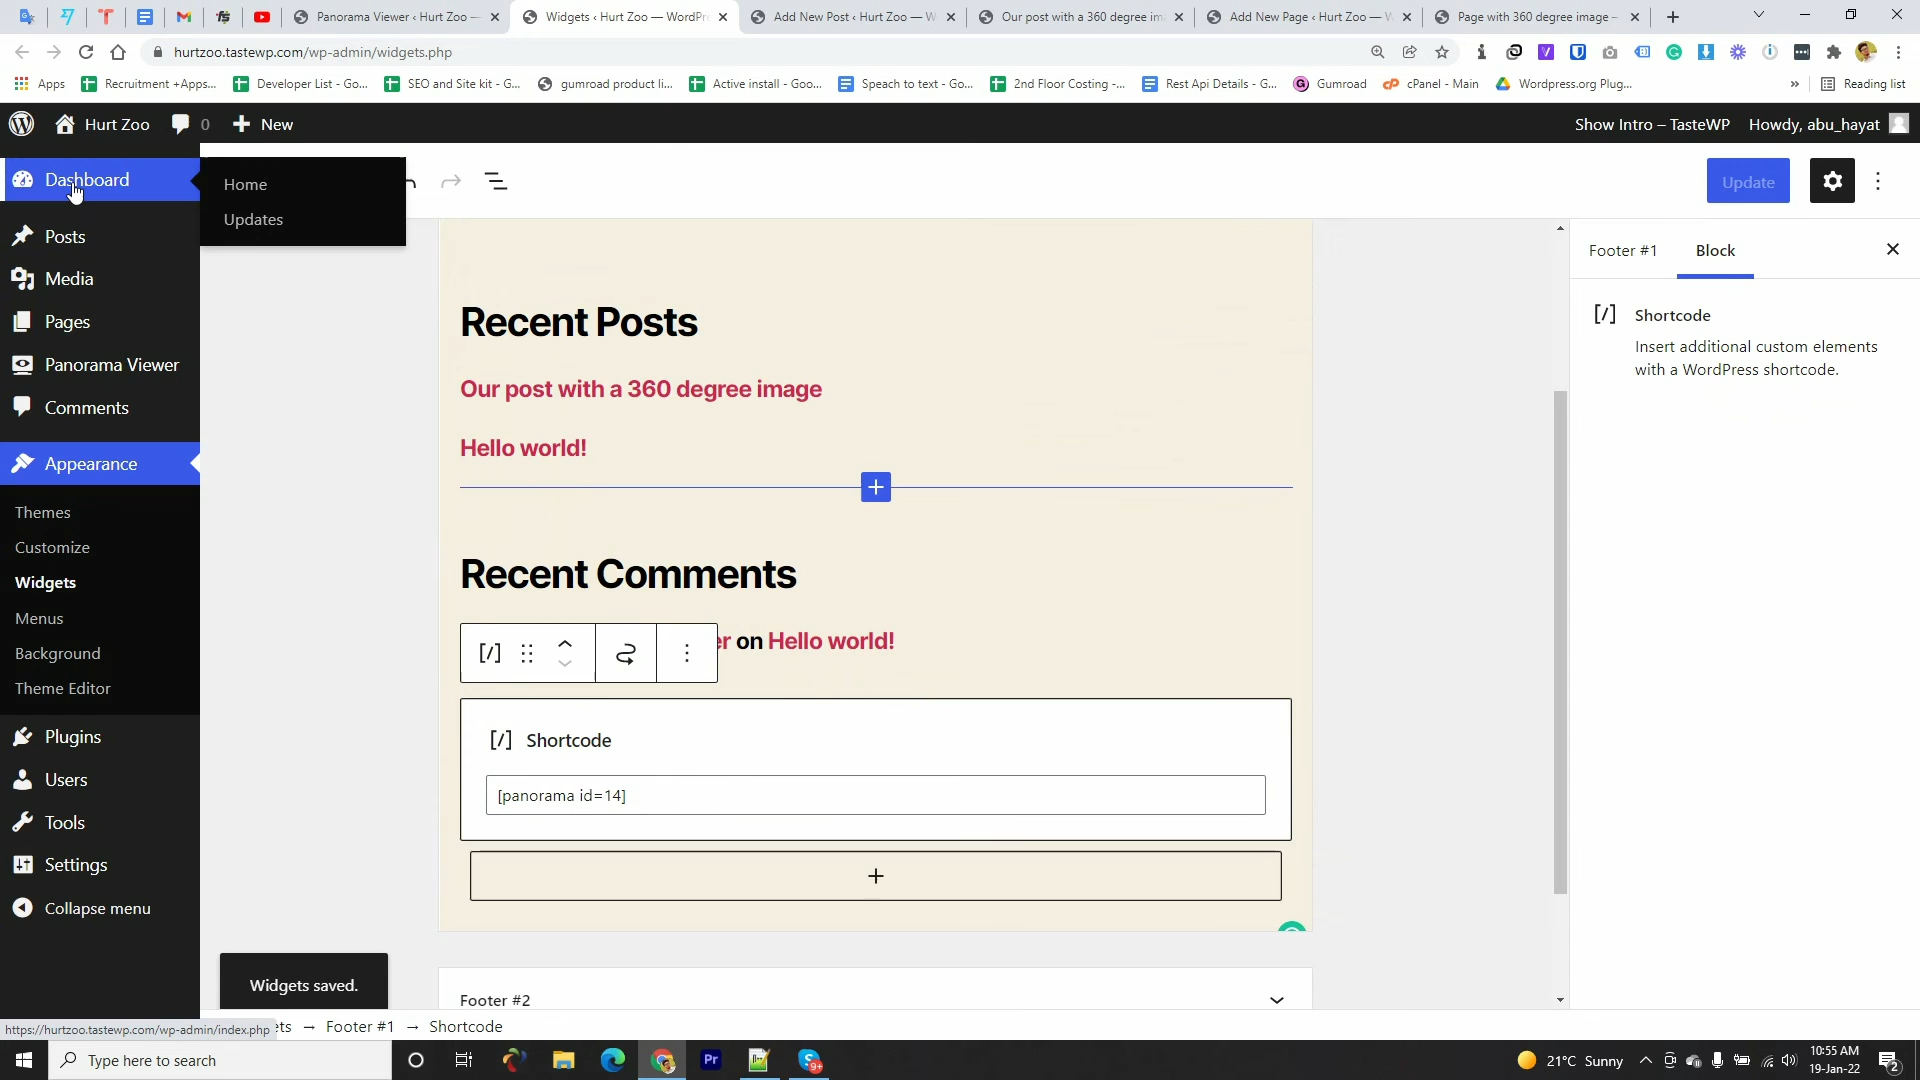 Panorama Viewer ‹ Hurt Zoo —
Widgets ‹ Hurt Zoo — WordPr
Add New Post ‹ Hurt Zoo — W
Our post with a 360 degree im
Add New Page ‹ Hurt Zoo — W
Page with 360 degree image –
hurtzoo.tastewp.com/wp-admin/widgets.php
Apps
Recruitment +Apps...
Developer List - Go...
SEO and Site kit - G...
gumroad product li...
Active install - Goo...
Speach to text - Go...
2nd Floor Costing -...
Rest Api Details - G...
Gumroad
cPanel - Main
Wordpress.org Plug...
»
Reading list
Hurt Zoo
0
New
Show Intro – TasteWP
Howdy, abu_hayat
Dashboard
Home
Updates
Posts
Media
Pages
Panorama Viewer
Comments
Appearance
Themes
Customize
Widgets
Menus
Background
Theme Editor
Plugins
Users
Tools
Settings
Collapse menu
Update
Recent Posts
Our post with a 360 degree image
Hello world!
Recent Comments
er on Hello world!
[/] Shortcode
[panorama id=14]
Footer #2
Footer #1
Block
[/] Shortcode
Insert additional custom elements
with a WordPress shortcode.
Widgets saved.
https://hurtzoo.tastewp.com/wp-admin/index.php
ets → Footer #1 → Shortcode
Type here to search
Pr
9+
21°C Sunny
10:55 AM
19-Jan-22
2